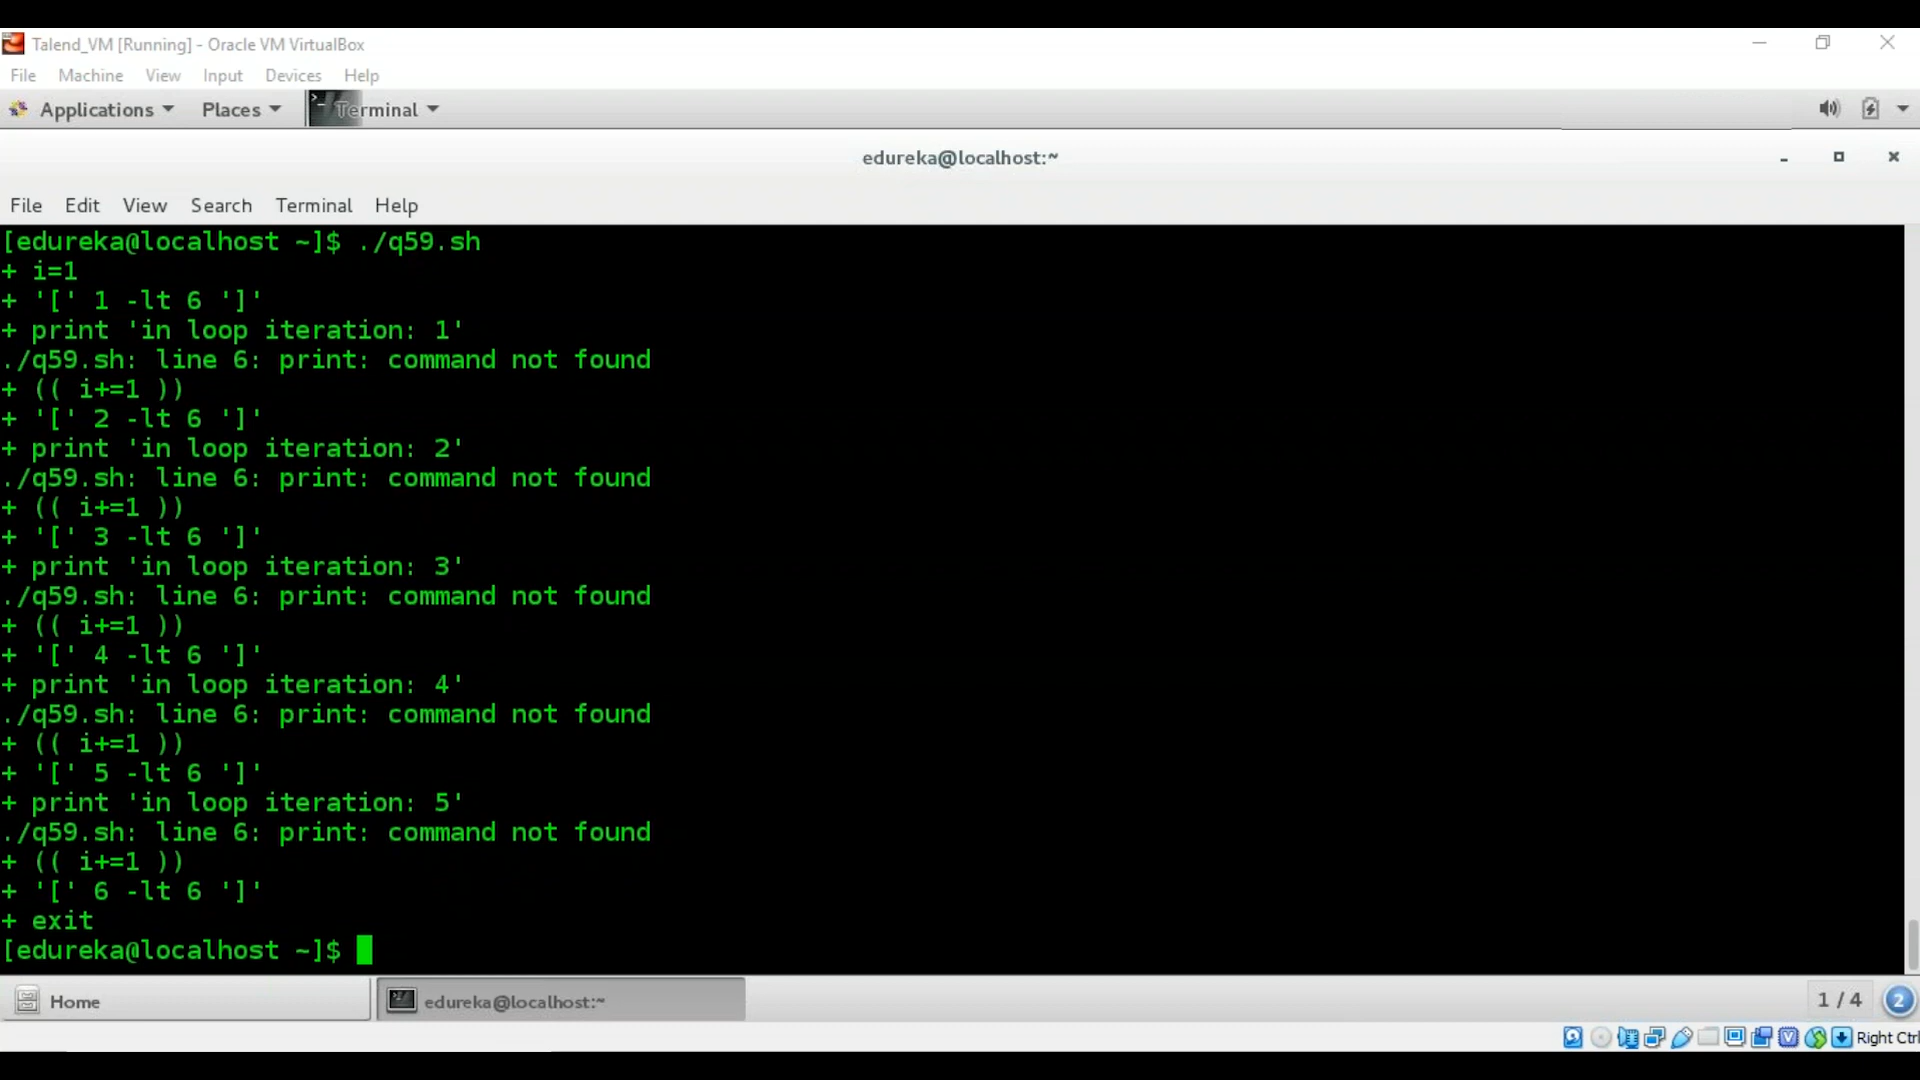 Talend_VM [Running] - Oracle VM VirtualBox
File Machine View Input Devices Help
Applications Places Terminal
edureka@localhost:~
File Edit View Search Terminal Help
[edureka@localhost ~]$ ./q59.sh
+ i=1
+ '[' 1 -lt 6 ']'
+ print 'in loop iteration: 1'
./q59.sh: line 6: print: command not found
+ (( i+=1 ))
+ '[' 2 -lt 6 ']'
+ print 'in loop iteration: 2'
./q59.sh: line 6: print: command not found
+ (( i+=1 ))
+ '[' 3 -lt 6 ']'
+ print 'in loop iteration: 3'
./q59.sh: line 6: print: command not found
+ (( i+=1 ))
+ '[' 4 -lt 6 ']'
+ print 'in loop iteration: 4'
./q59.sh: line 6: print: command not found
+ (( i+=1 ))
+ '[' 5 -lt 6 ']'
+ print 'in loop iteration: 5'
./q59.sh: line 6: print: command not found
+ (( i+=1 ))
+ '[' 6 -lt 6 ']'
+ exit
[edureka@localhost ~]$
Home edureka@localhost:~ 1 / 4 2
Right Ctrl